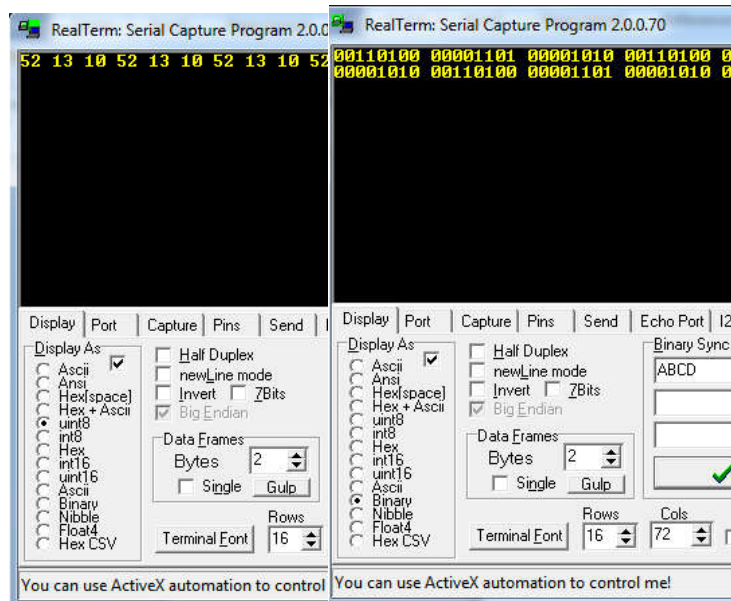 RealTerm: Serial Capture Program 2.0.0
52 13 10 52 13 10 52 13 10 52
Display
Port
Capture
Pins
Send
Display As
Ascii
Ansi
Hex[space]
Hex + Ascii
uint8
int8
Hex
int16
uint16
Ascii
Binary
Nibble
Float4
Hex CSV
Half Duplex
newLine mode
Invert
7Bits
Big Endian
Data Frames
Bytes
2
Single
Gulp
Rows
Terminal Font
16
You can use ActiveX automation to control
RealTerm: Serial Capture Program 2.0.0.70
00110100 00001101 00001010 00110100 0
00001010 00110100 00001101 00001010 0
Display
Port
Capture
Pins
Send
Echo Port
I2
Display As
Ascii
Ansi
Hex[space]
Hex + Ascii
uint8
int8
Hex
int16
uint16
Ascii
Binary
Nibble
Float4
Hex CSV
Half Duplex
newLine mode
Invert
7Bits
Big Endian
Data Frames
Bytes
2
Single
Gulp
Binary Sync
ABCD
Rows
Cols
Terminal Font
16
72
You can use ActiveX automation to control me!